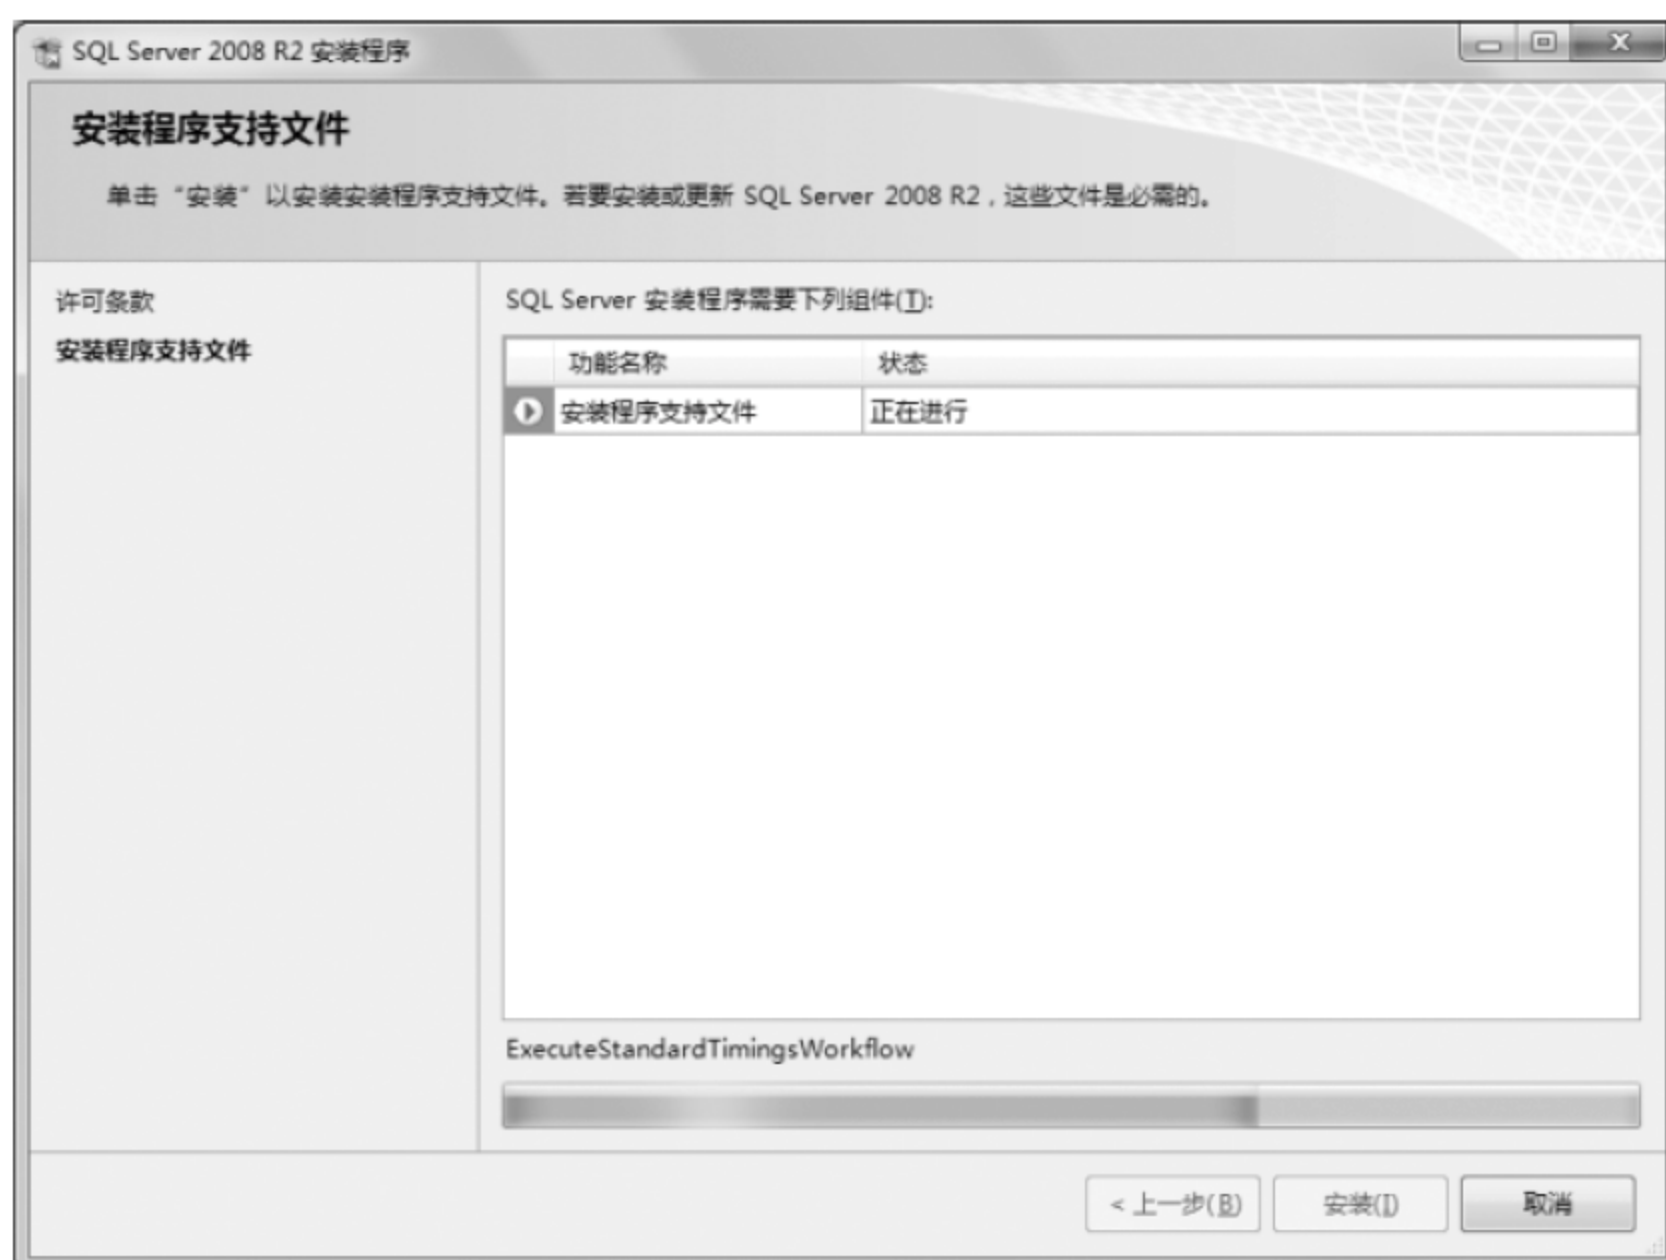 SQL Server 2008 R2 安装程序
安装程序支持文件
单击“安装”以安装安装程序支持文件。若要安装或更新 SQL Server 2008 R2，这些文件是必需的。
许可条款
安装程序支持文件
SQL Server 安装程序需要下列组件(T):
功能名称 状态
安装程序支持文件 正在进行
ExecuteStandardTimingsWorkflow
< 上一步(B) 安装(I) 取消